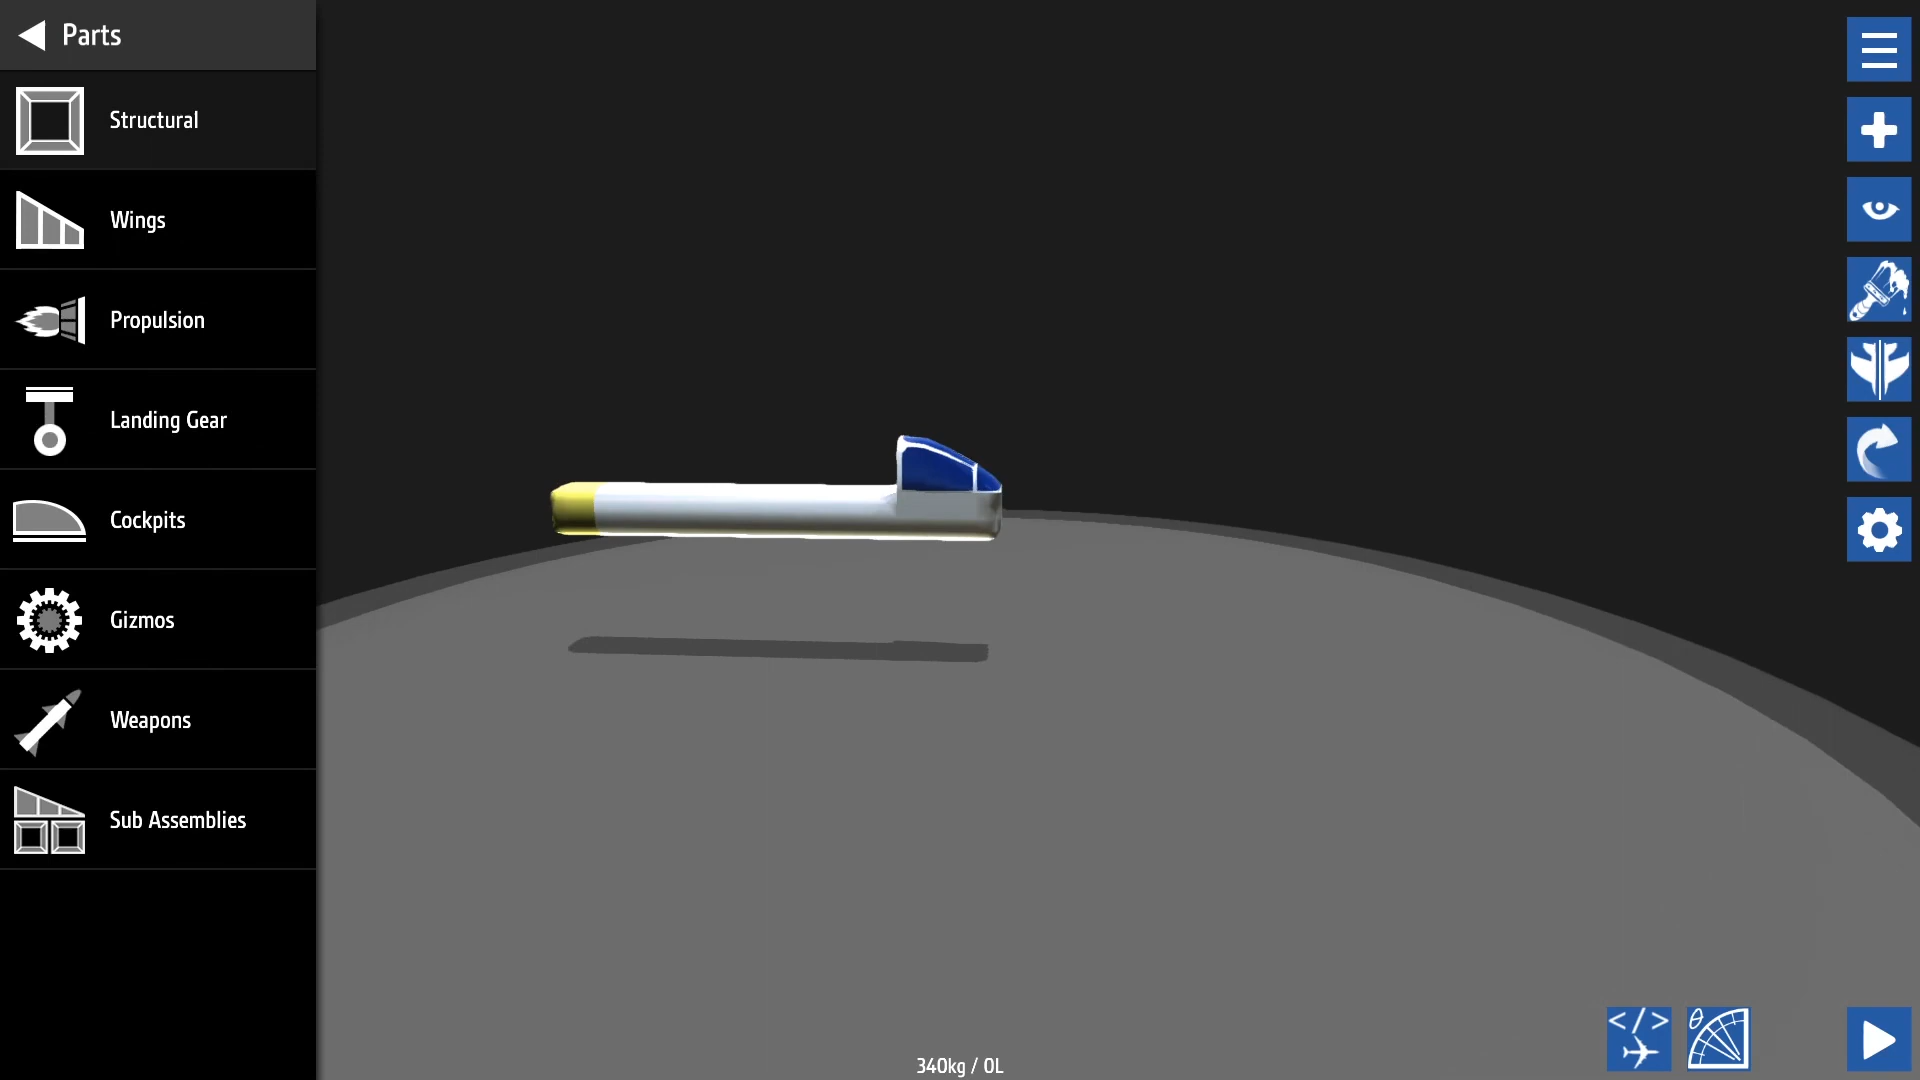 Parts
Structural
Wings
Propulsion
Landing Gear
Cockpits
Gizmos
Weapons
Sub Assemblies
</>
θ
340kg / 0L